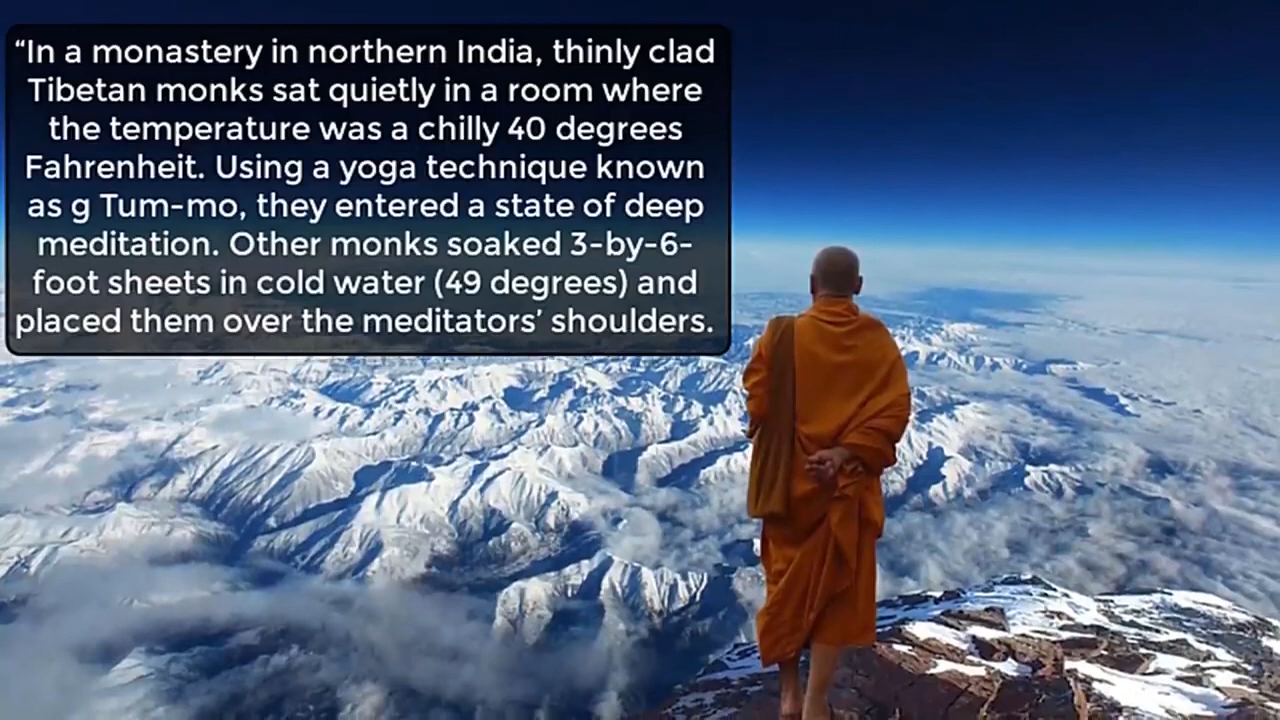 “In a monastery in northern India, thinly clad
Tibetan monks sat quietly in a room where
the temperature was a chilly 40 degrees
Fahrenheit. Using a yoga technique known
as g Tum-mo, they entered a state of deep
meditation. Other monks soaked 3-by-6-
foot sheets in cold water (49 degrees) and
placed them over the meditators’ shoulders.